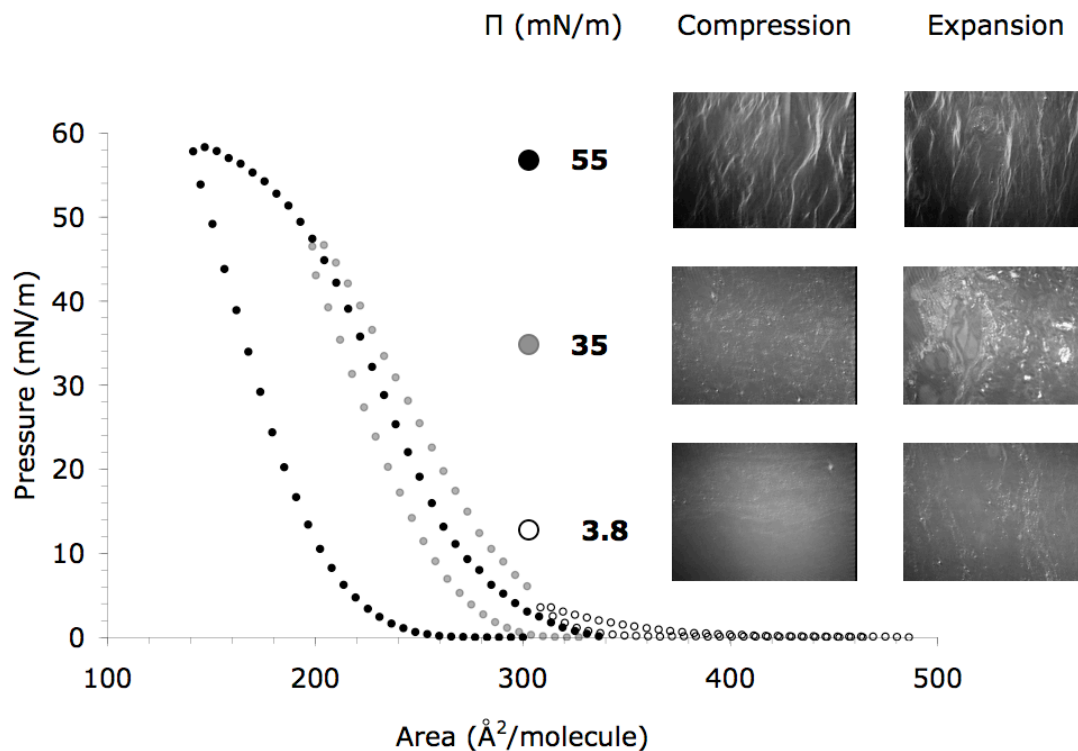 Π (mN/m) Compression Expansion
60
50
40
30
20
10
0
Pressure (mN/m)
55
35
3.8
100 200 300 400 500
Area (Å²/molecule)